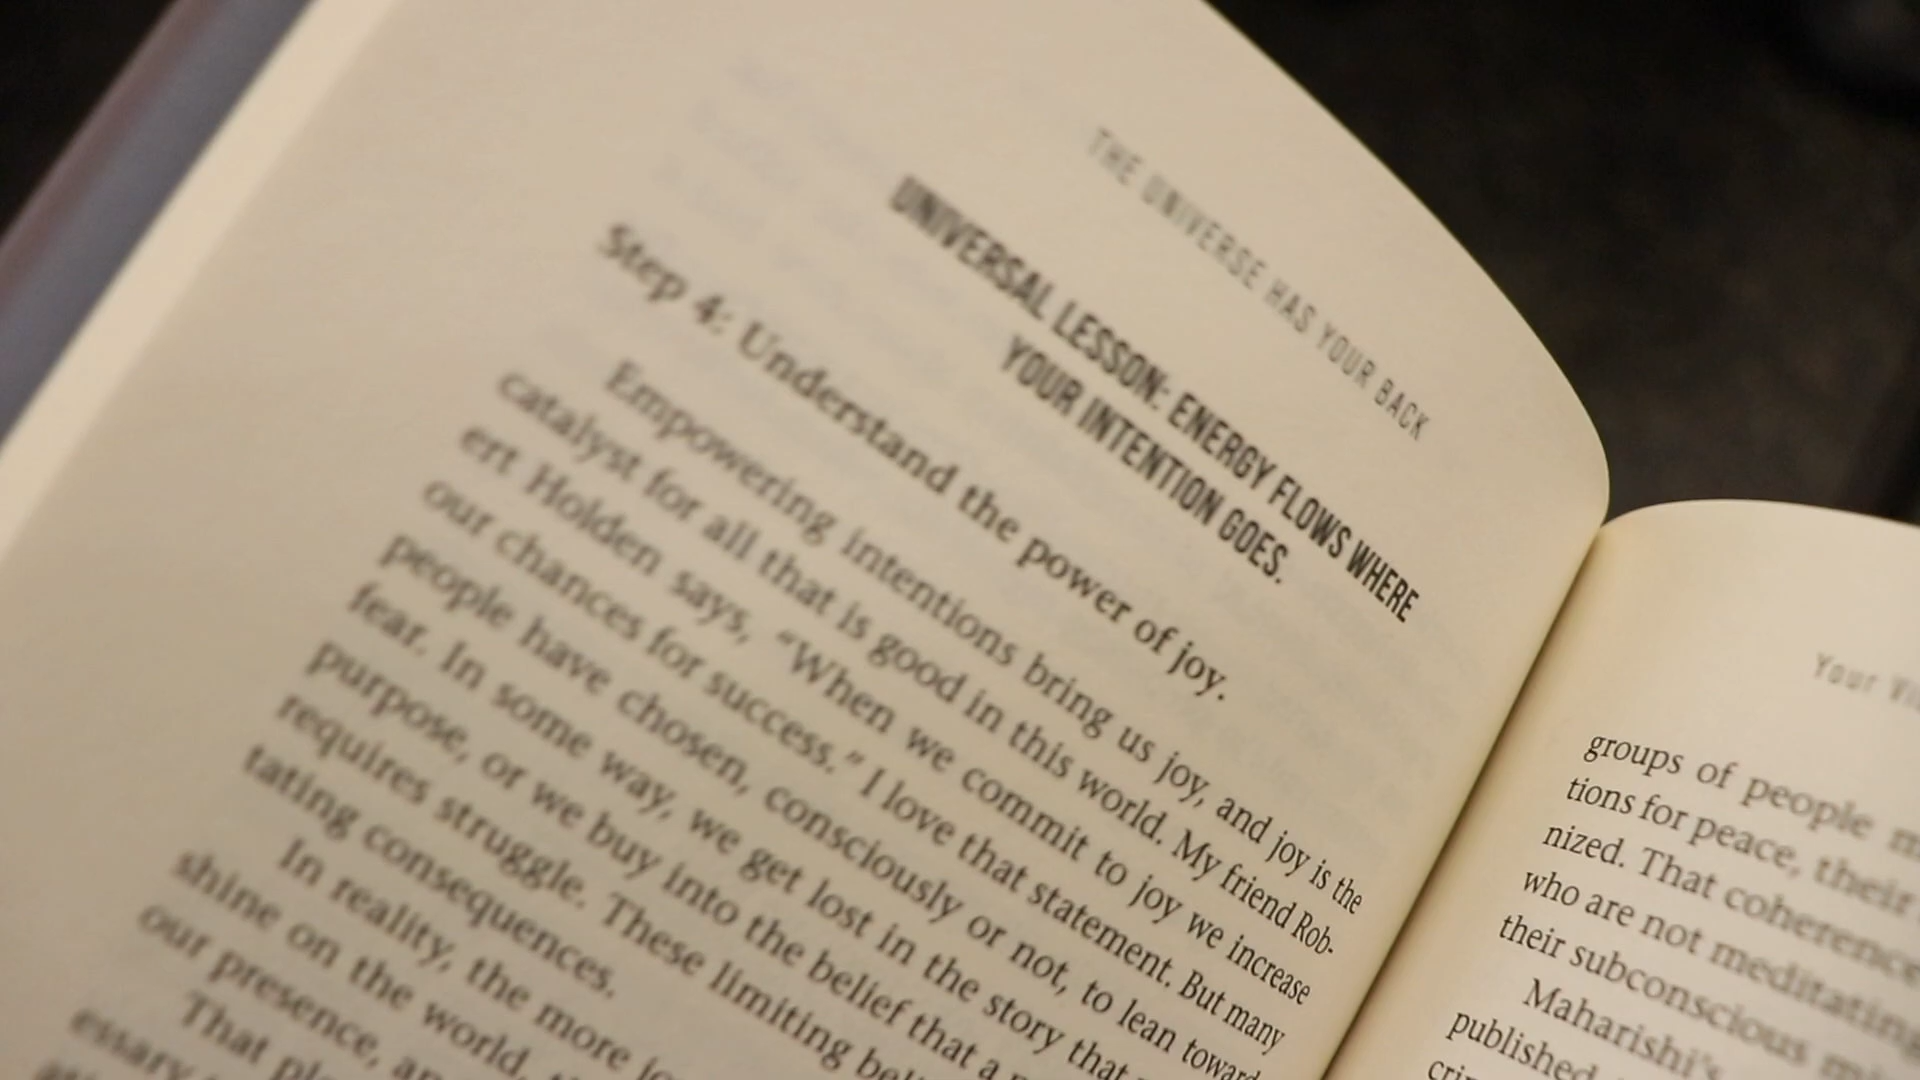 THE UNIVERSE HAS YOUR BACK
UNIVERSAL LESSON: ENERGY FLOWS WHERE
YOUR INTENTION GOES.
Step 4: Understand the power of joy.
Empowering intentions bring us joy, and joy is the
catalyst for all that is good in this world. My friend Rob-
ert Holden says, “When we commit to joy we increase
our chances for success.” I love that statement. But many
people have chosen, consciously or not, to lean toward
fear. In some way, we get lost in the story that
purpose, or we buy into the belief that a
requires struggle. These limiting
tating consequences.
In reality, the more
shine on the world,
our presence,
That
essary
Your
groups of people
tions for peace, their
nized. That coherence
who are not meditating
their subconscious
Maharishi’s
published